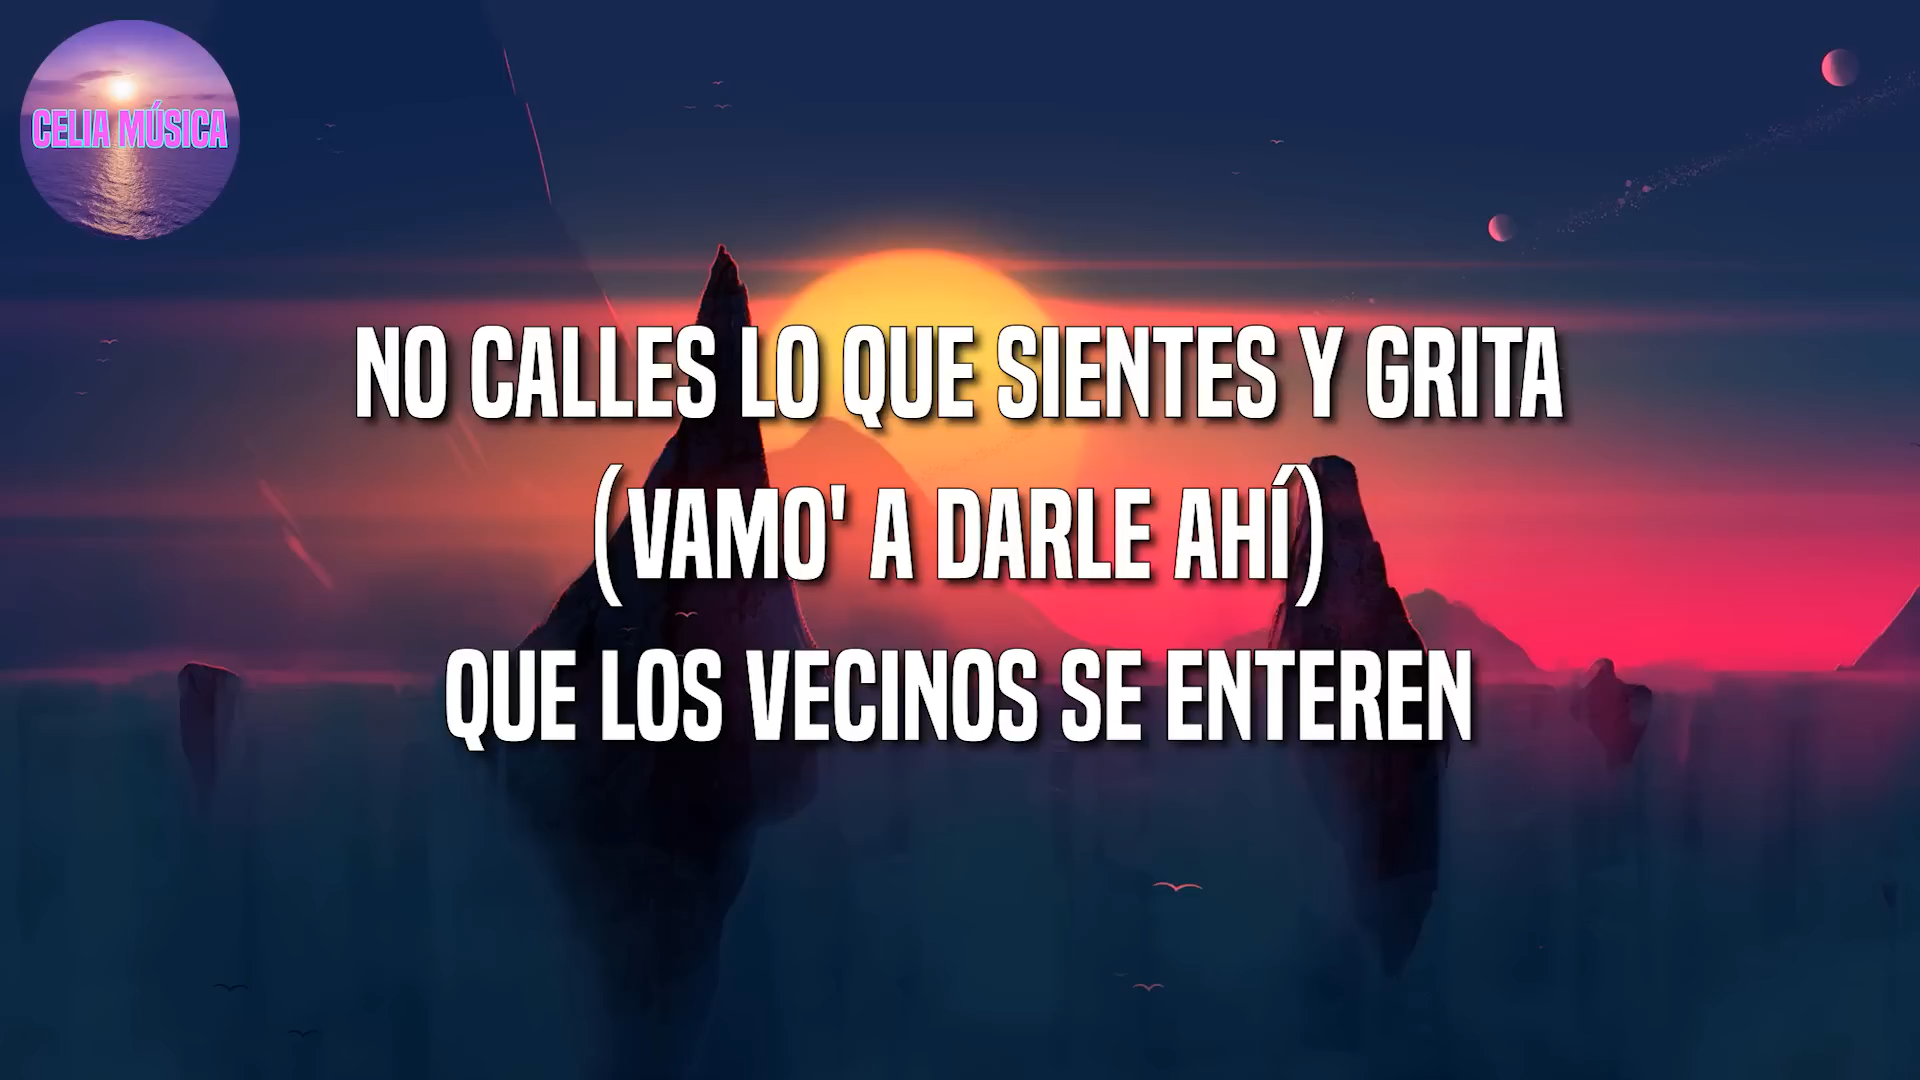 CELIA MÚSICA
NO CALLES LO QUE SIENTES Y GRITA
(VAMO' A DARLE AHÍ)
QUE LOS VECINOS SE ENTEREN